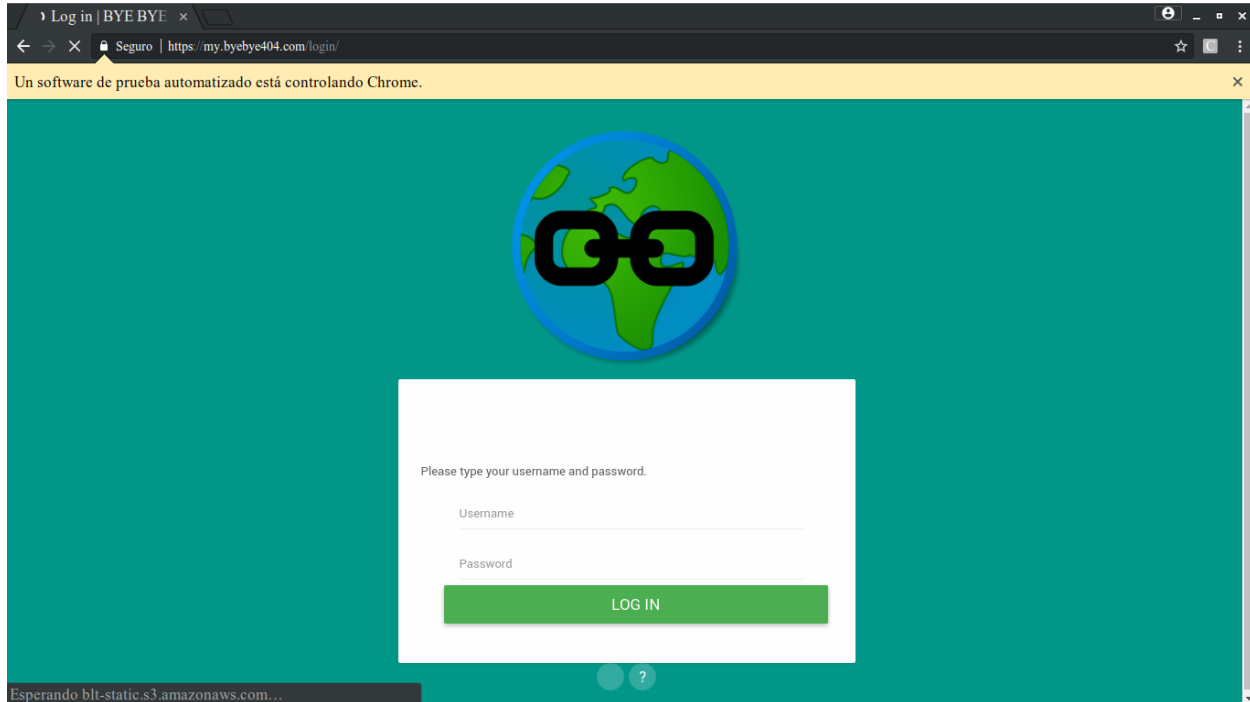 Log in | BYE BYE
Seguro | https://my.byebye404.com/login/
C
Un software de prueba automatizado está controlando Chrome.
Please type your username and password.
Username
Password
LOG IN
?
Esperando blt-static.s3.amazonaws.com…